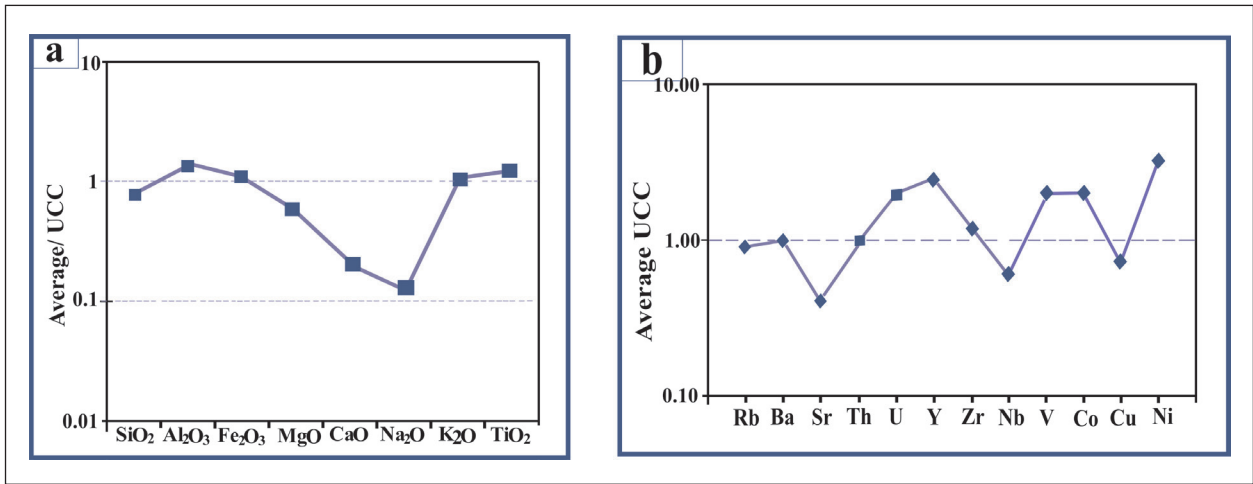 a
10
1
0.1
0.01
Average/ UCC
SiO₂ Al₂O₃ Fe₂O₃ MgO CaO Na₂O K₂O TiO₂
b
10.00
1.00
0.10
Average UCC
Rb Ba Sr Th U Y Zr Nb V Co Cu Ni